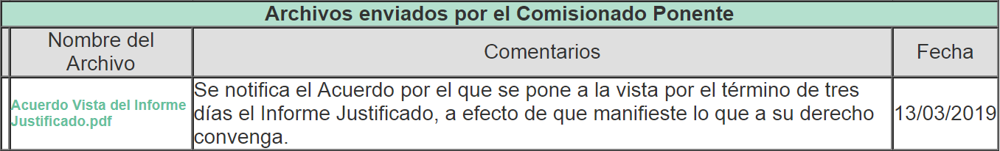 Archivos enviados por el Comisionado Ponente
Nombre del
Archivo
Comentarios
Fecha
Acuerdo Vista del Informe
Justificado.pdf
Se notifica el Acuerdo por el que se pone a la vista por el término de tres
días el Informe Justificado, a efecto de que manifieste lo que a su derecho
convenga.
13/03/2019